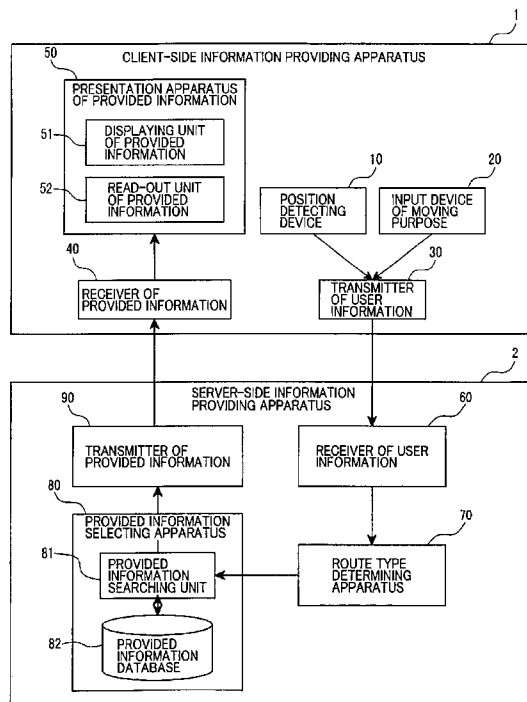 1
CLIENT-SIDE INFORMATION PROVIDING APPARATUS
50
PRESENTATION APPARATUS
OF PROVIDED INFORMATION
51
DISPLAYING UNIT
OF PROVIDED
INFORMATION
52
READ-OUT UNIT
OF PROVIDED
INFORMATION
10
POSITION
DETECTING
DEVICE
20
INPUT DEVICE
OF MOVING
PURPOSE
40
RECEIVER OF
PROVIDED INFORMATION
30
TRANSMITTER
OF USER
INFORMATION
2
SERVER-SIDE INFORMATION
PROVIDING APPARATUS
90
TRANSMITTER OF
PROVIDED INFORMATION
60
RECEIVER OF USER
INFORMATION
80
PROVIDED INFORMATION
SELECTING APPARATUS
81
PROVIDED
INFORMATION
SEARCHING UNIT
70
ROUTE TYPE
DETERMINING
APPARATUS
82
PROVIDED
INFORMATION
DATABASE